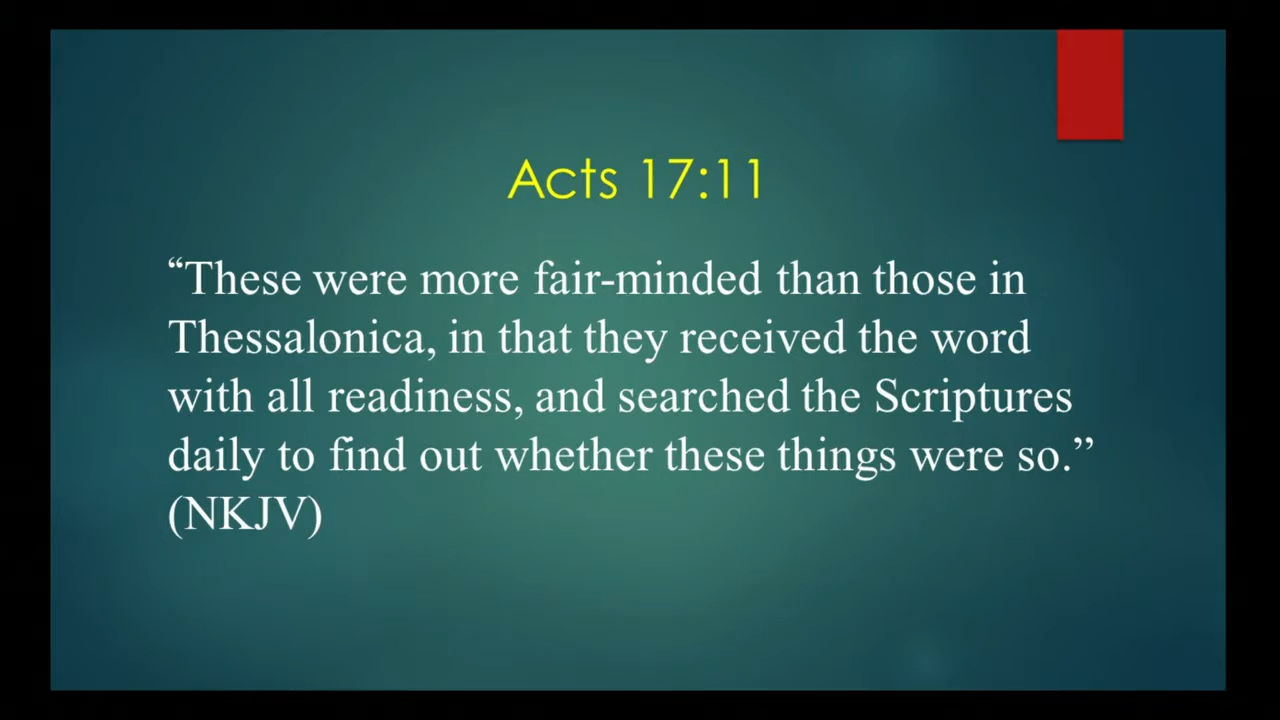 Acts 17:11
“These were more fair-minded than those in
Thessalonica, in that they received the word
with all readiness, and searched the Scriptures
daily to find out whether these things were so.”
(NKJV)